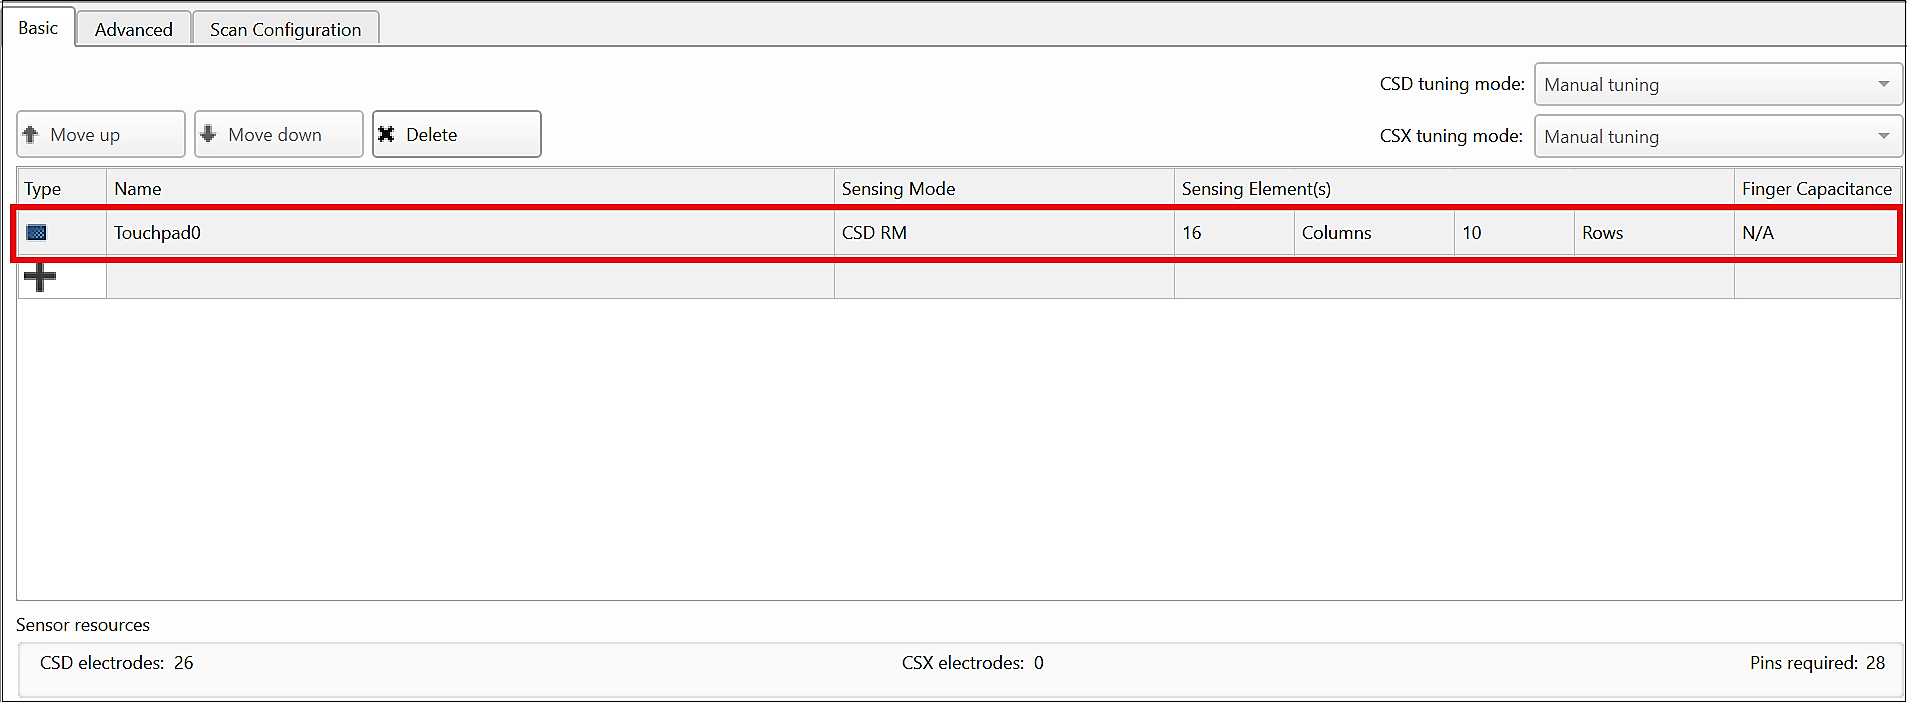 Basic Advanced Scan Configuration
CSD tuning mode: Manual tuning
Move up Move down Delete
CSX tuning mode: Manual tuning
Type Name Sensing Mode Sensing Element(s) Finger Capacitance
Touchpad0 CSD RM 16 Columns 10 Rows N/A
Sensor resources
CSD electrodes: 26 CSX electrodes: 0 Pins required: 28